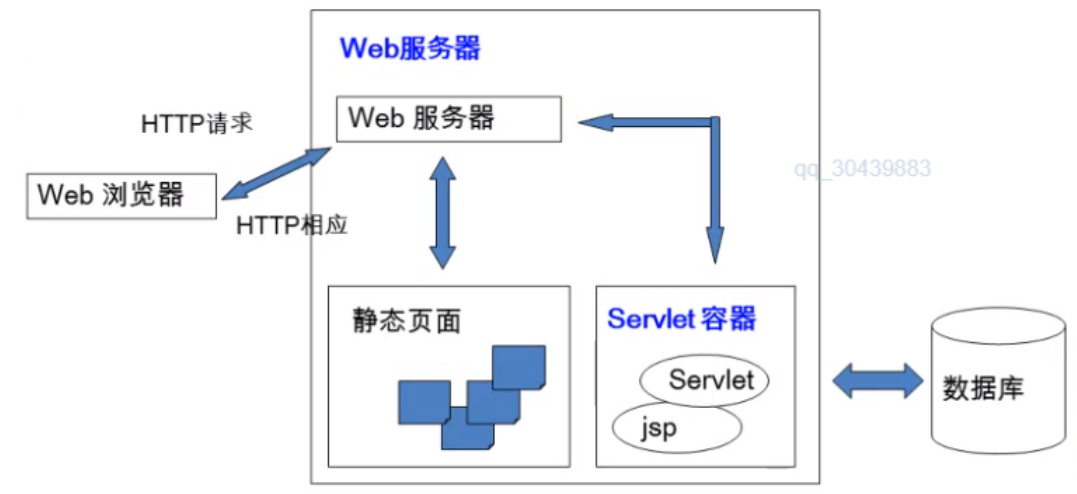 Web服务器
Web 服务器
HTTP请求
qq_30439883
Web 浏览器
HTTP相应
静态页面
Servlet 容器
Servlet
jsp
数据库